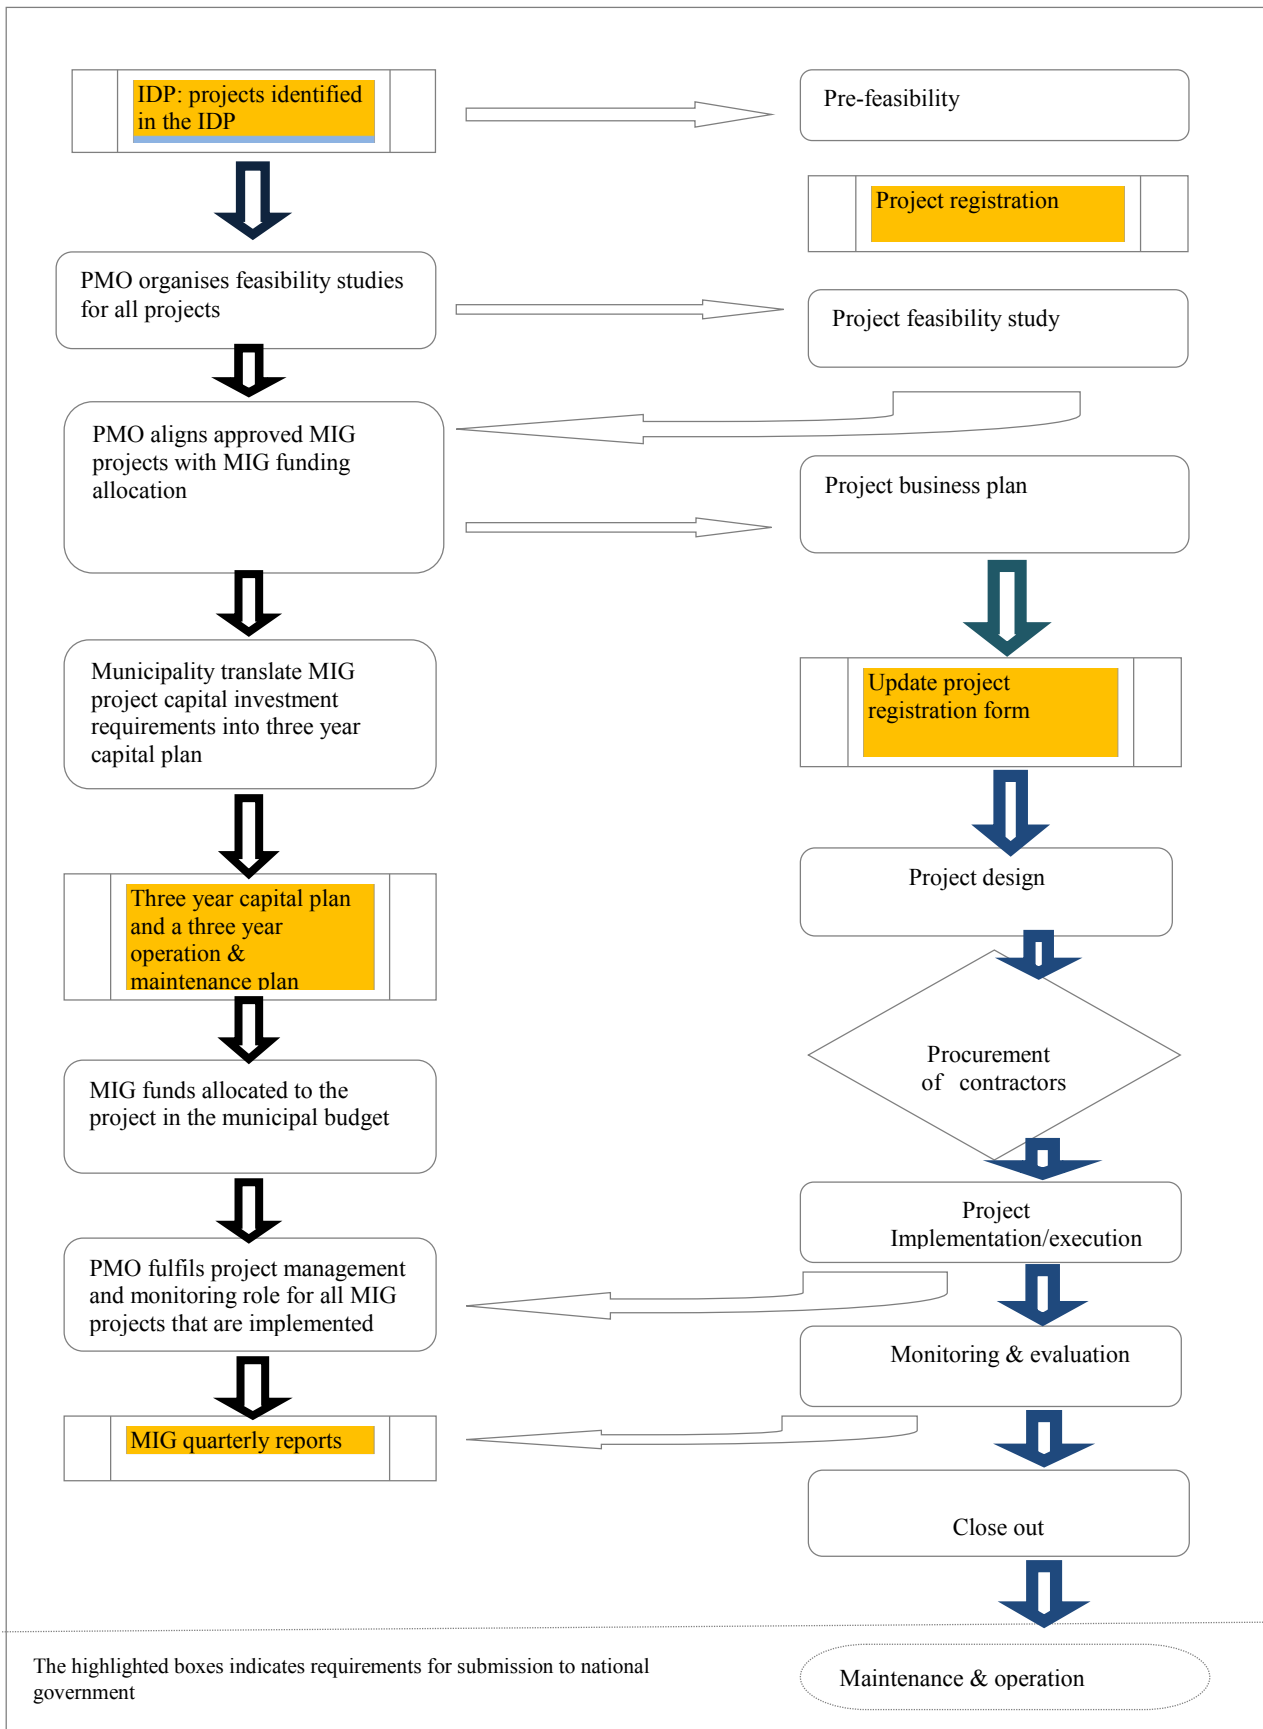 IDP: projects identified
in the IDP
Pre-feasibility
Project registration
PMO organises feasibility studies
for all projects
Project feasibility study
PMO aligns approved MIG
projects with MIG funding
allocation
Project business plan
Municipality translate MIG
project capital investment
requirements into three year
capital plan
Update project
registration form
Three year capital plan
and a three year
operation &
maintenance plan
Project design
Procurement
of contractors
MIG funds allocated to the
project in the municipal budget
Project
Implementation/execution
PMO fulfils project management
and monitoring role for all MIG
projects that are implemented
Monitoring & evaluation
MIG quarterly reports
Close out
The highlighted boxes indicates requirements for submission to national
government
Maintenance & operation